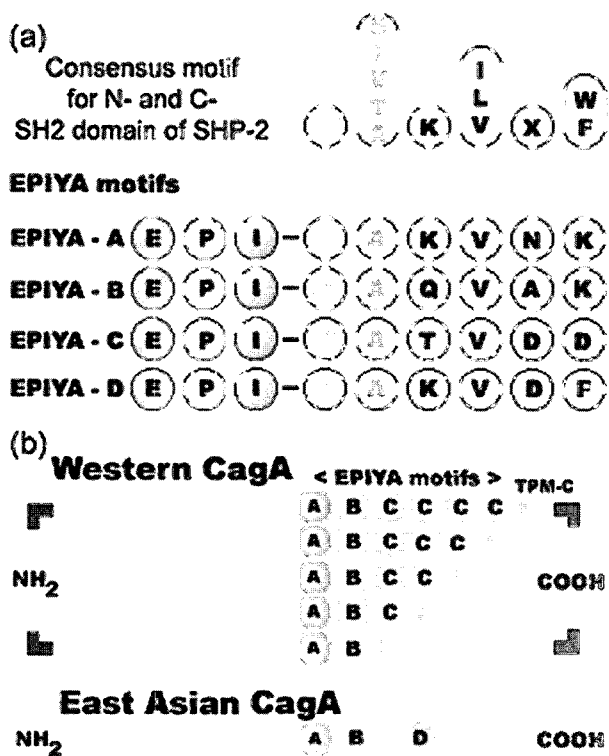 (a)
Consensus motif
for N- and C-
SH2 domain of SHP-2
I
L W
K V X F
EPIYA motifs
EPIYA - A E P I – A K V N K
EPIYA - B E P I – A Q V A K
EPIYA - C E P I – A T V D D
EPIYA - D E P I – A K V D F
(b)
Western CagA
< EPIYA motifs > TPM-C
A B C C C C
A B C C C
NH2 A B C C COOH
A B C
A B
East Asian CagA
NH2 A B D COOH